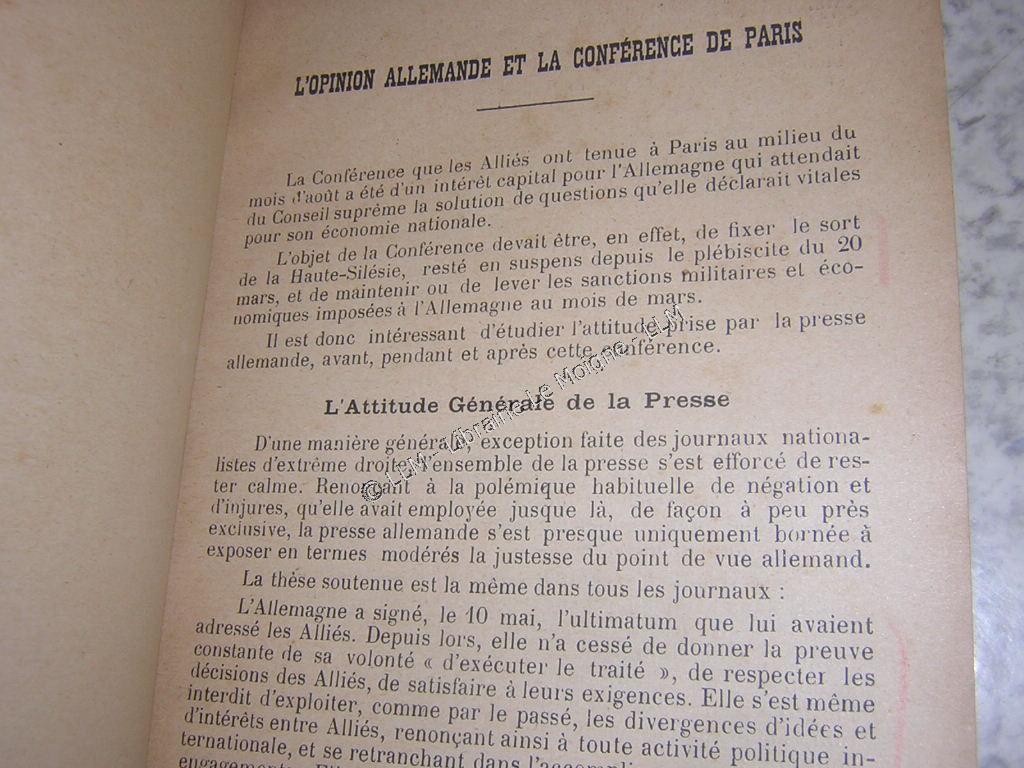 L'OPINION ALLEMANDE ET LA CONFÉRENCE DE PARIS
La Conférence que les Alliés ont tenue à Paris au milieu du
mois d'août a été d'un intérêt capital pour l'Allemagne qui attendait
du Conseil suprême la solution de questions qu'elle déclarait vitales
pour son économie nationale.
L'objet de la Conférence devait être, en effet, de fixer le sort
de la Haute-Silésie, resté en suspens depuis le plébiscite du 20
mars, et de maintenir ou de lever les sanctions militaires et éco-
nomiques imposées à l'Allemagne au mois de mars.
Il est donc intéressant d'étudier l'attitude prise par la presse
allemande, avant, pendant et après cette conférence.
L'Attitude Générale de la Presse
D'une manière générale, exception faite des journaux nationa-
listes d'extrême droite, l'ensemble de la presse s'est efforcé de res-
ter calme. Renonçant à la polémique habituelle de négation et
d'injures, qu'elle avait employée jusque là, de façon à peu près
exclusive, la presse allemande s'est presque uniquement bornée à
exposer en termes modérés la justesse du point de vue allemand.
La thèse soutenue est la même dans tous les journaux :
L'Allemagne a signé, le 10 mai, l'ultimatum que lui avaient
adressé les Alliés. Depuis lors, elle n'a cessé de donner la preuve
constante de sa volonté « d'exécuter le traité », de respecter les
décisions des Alliés, de satisfaire à leurs exigences. Elle s'est même
interdit d'exploiter, comme par le passé, les divergences d'idées et
d'intérêts entre Alliés, renonçant ainsi à toute activité politique in-
ternationale, et se retranchant dans
© LLM - Librairie Le Moigne - LLM